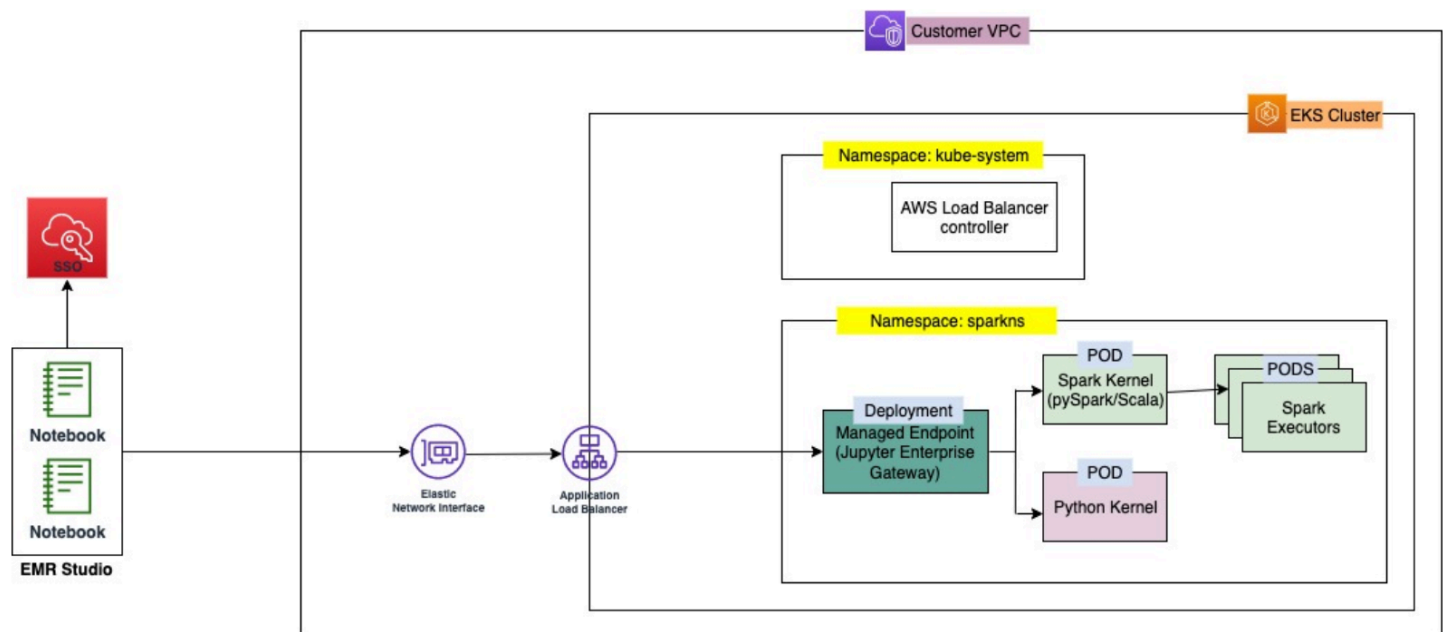 Customer VPC
EKS Cluster
Namespace: kube-system
AWS Load Balancer
controller
SSO
Namespace: sparkns
POD
Spark Kernel
(pySpark/Scala)
PODS
Spark
Executors
Deployment
Managed Endpoint
(Jupyter Enterprise
Gateway)
POD
Python Kernel
Notebook
Notebook
EMR Studio
Elastic
Network Interface
Application
Load Balancer